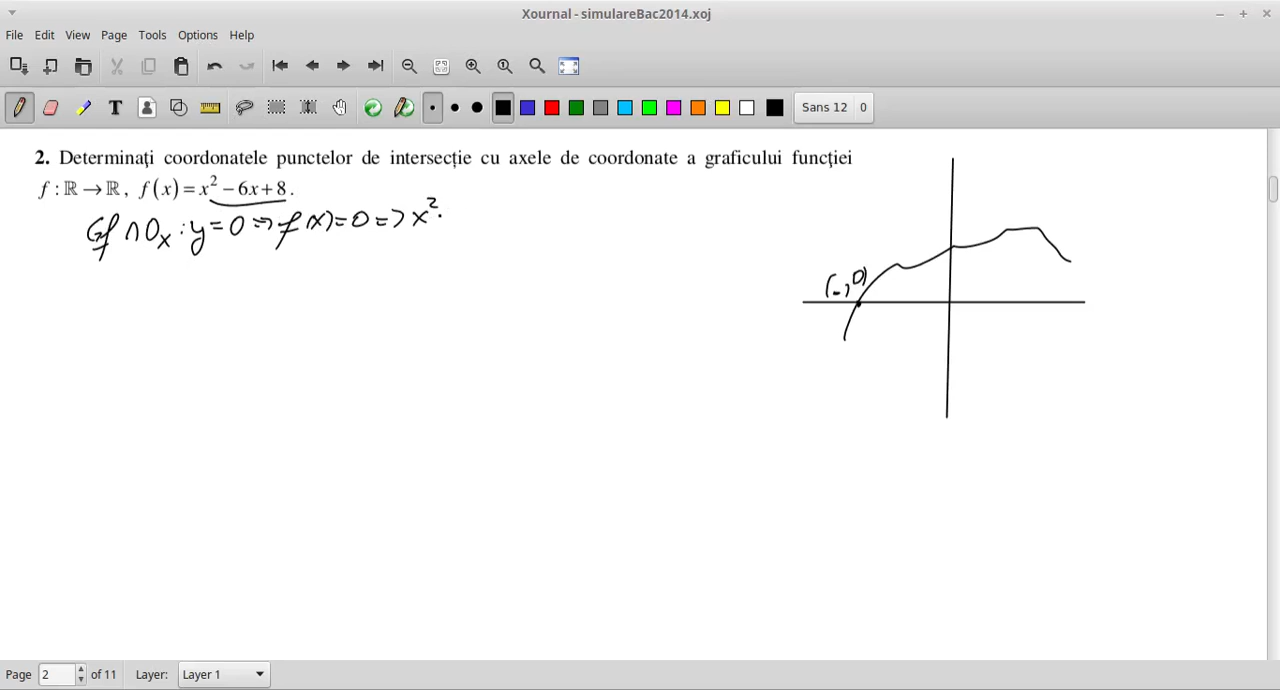 Xournal - simulareBac2014.xoj
File Edit View Page Tools Options Help
Sans 12 0
2. Determinați coordonatele punctelor de intersecție cu axele de coordonate a graficului funcției
f : ℝ → ℝ, f(x) = x² − 6x + 8.
Gf ∩ Ox : y = 0 => f(x) = 0 => x²
( , 0)
Page 2 of 11 Layer: Layer 1